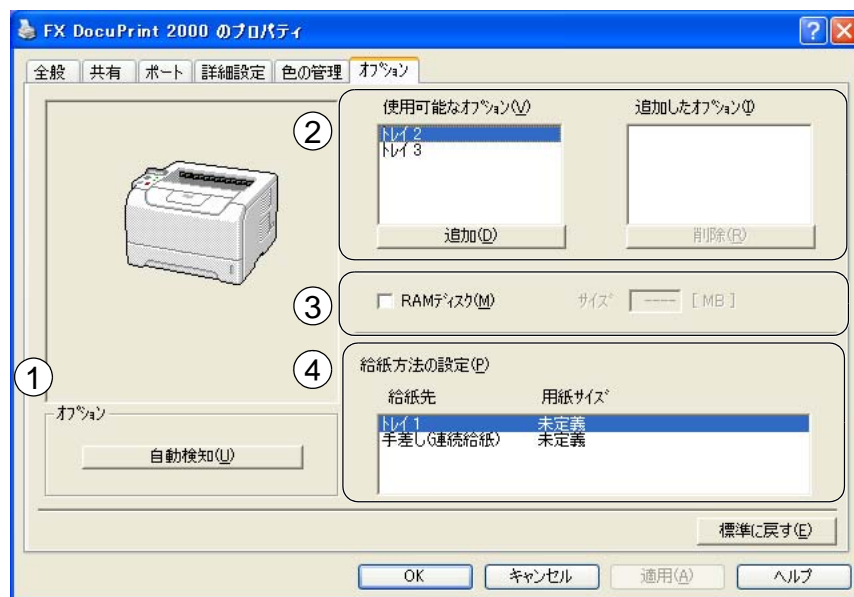 FX DocuPrint 2000 のプロパティ
全般 共有 ポート 詳細設定 色の管理 オプション
①
②
使用可能なオプション(V) 追加したオプション(I)
トレイ 2
トレイ 3
追加(D) 削除(R)
③
RAMディスク(M) サイズ ---- [ MB ]
④
給紙方法の設定(P)
給紙先 用紙サイズ
トレイ 1 未定義
手差し(連続給紙) 未定義
オプション
自動検知(U)
標準に戻す(E)
OK キャンセル 適用(A) ヘルプ